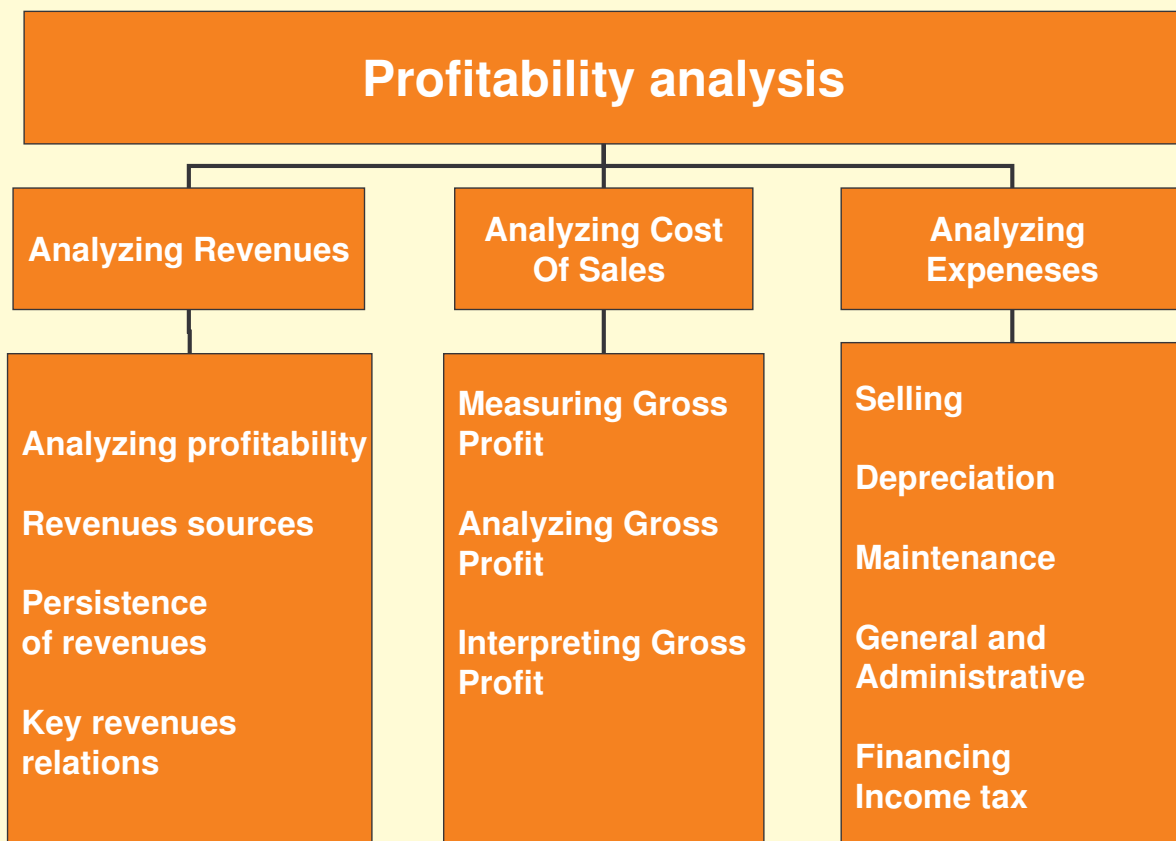 Profitability analysis
Analyzing Revenues
Analyzing Cost
Of Sales
Analyzing
Expeneses
Analyzing profitability
Revenues sources
Persistence
of revenues
Key revenues
relations
Measuring Gross
Profit
Analyzing Gross
Profit
Interpreting Gross
Profit
Selling
Depreciation
Maintenance
General and
Administrative
Financing
Income tax